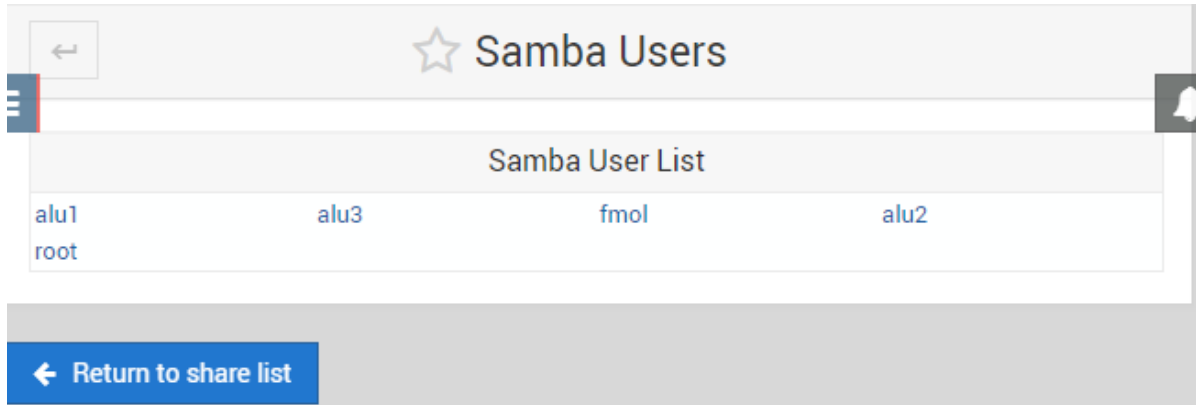 Samba Users
Samba User List
alu1 alu3 fmol alu2
root
Return to share list